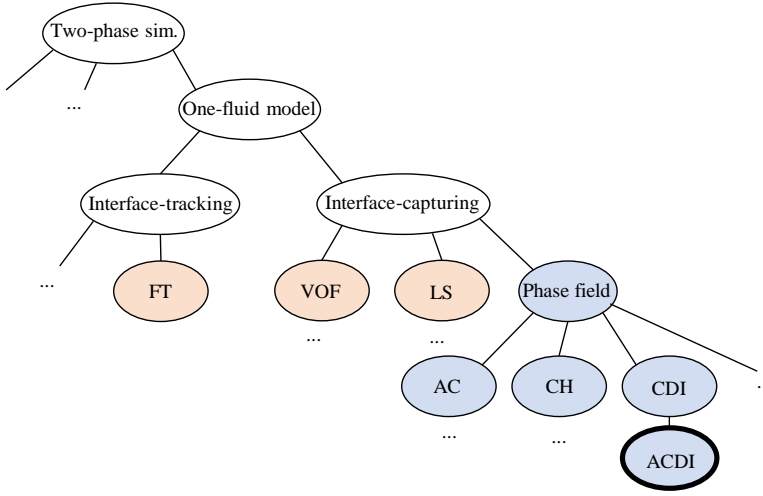 Two-phase sim.
...
One-fluid model
Interface-tracking
Interface-capturing
...
FT
VOF
LS
Phase field
...
...
AC
CH
CDI
.
...
...
ACDI